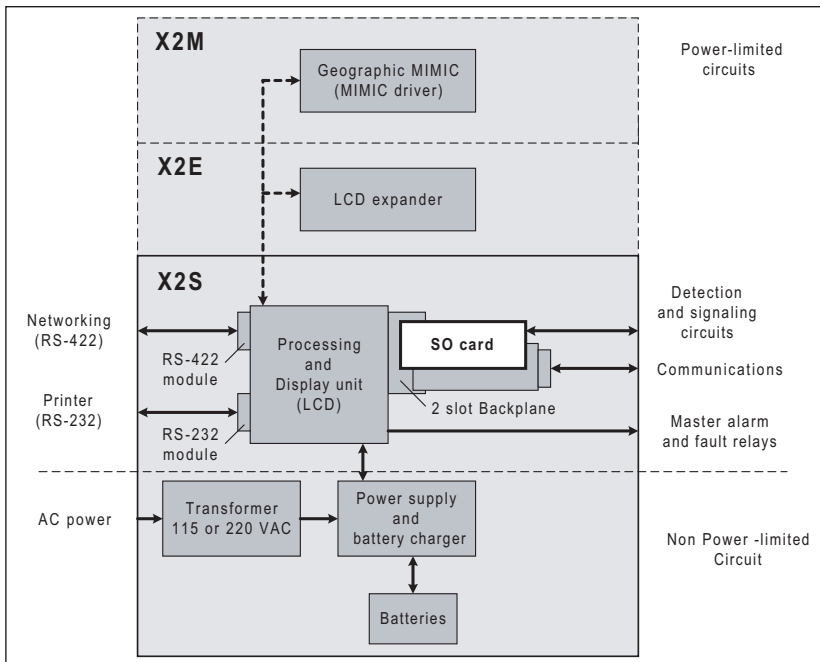 X2M
Geographic MIMIC
(MIMIC driver)
Power-limited
circuits
X2E
LCD expander
X2S
Networking
(RS-422)
RS-422
module
Processing
and
Display unit
(LCD)
SO card
2 slot Backplane
Detection
and signaling
circuits
Communications
Printer
(RS-232)
RS-232
module
Master alarm
and fault relays
AC power
Transformer
115 or 220 VAC
Power supply
and
battery charger
Non Power -limited
Circuit
Batteries